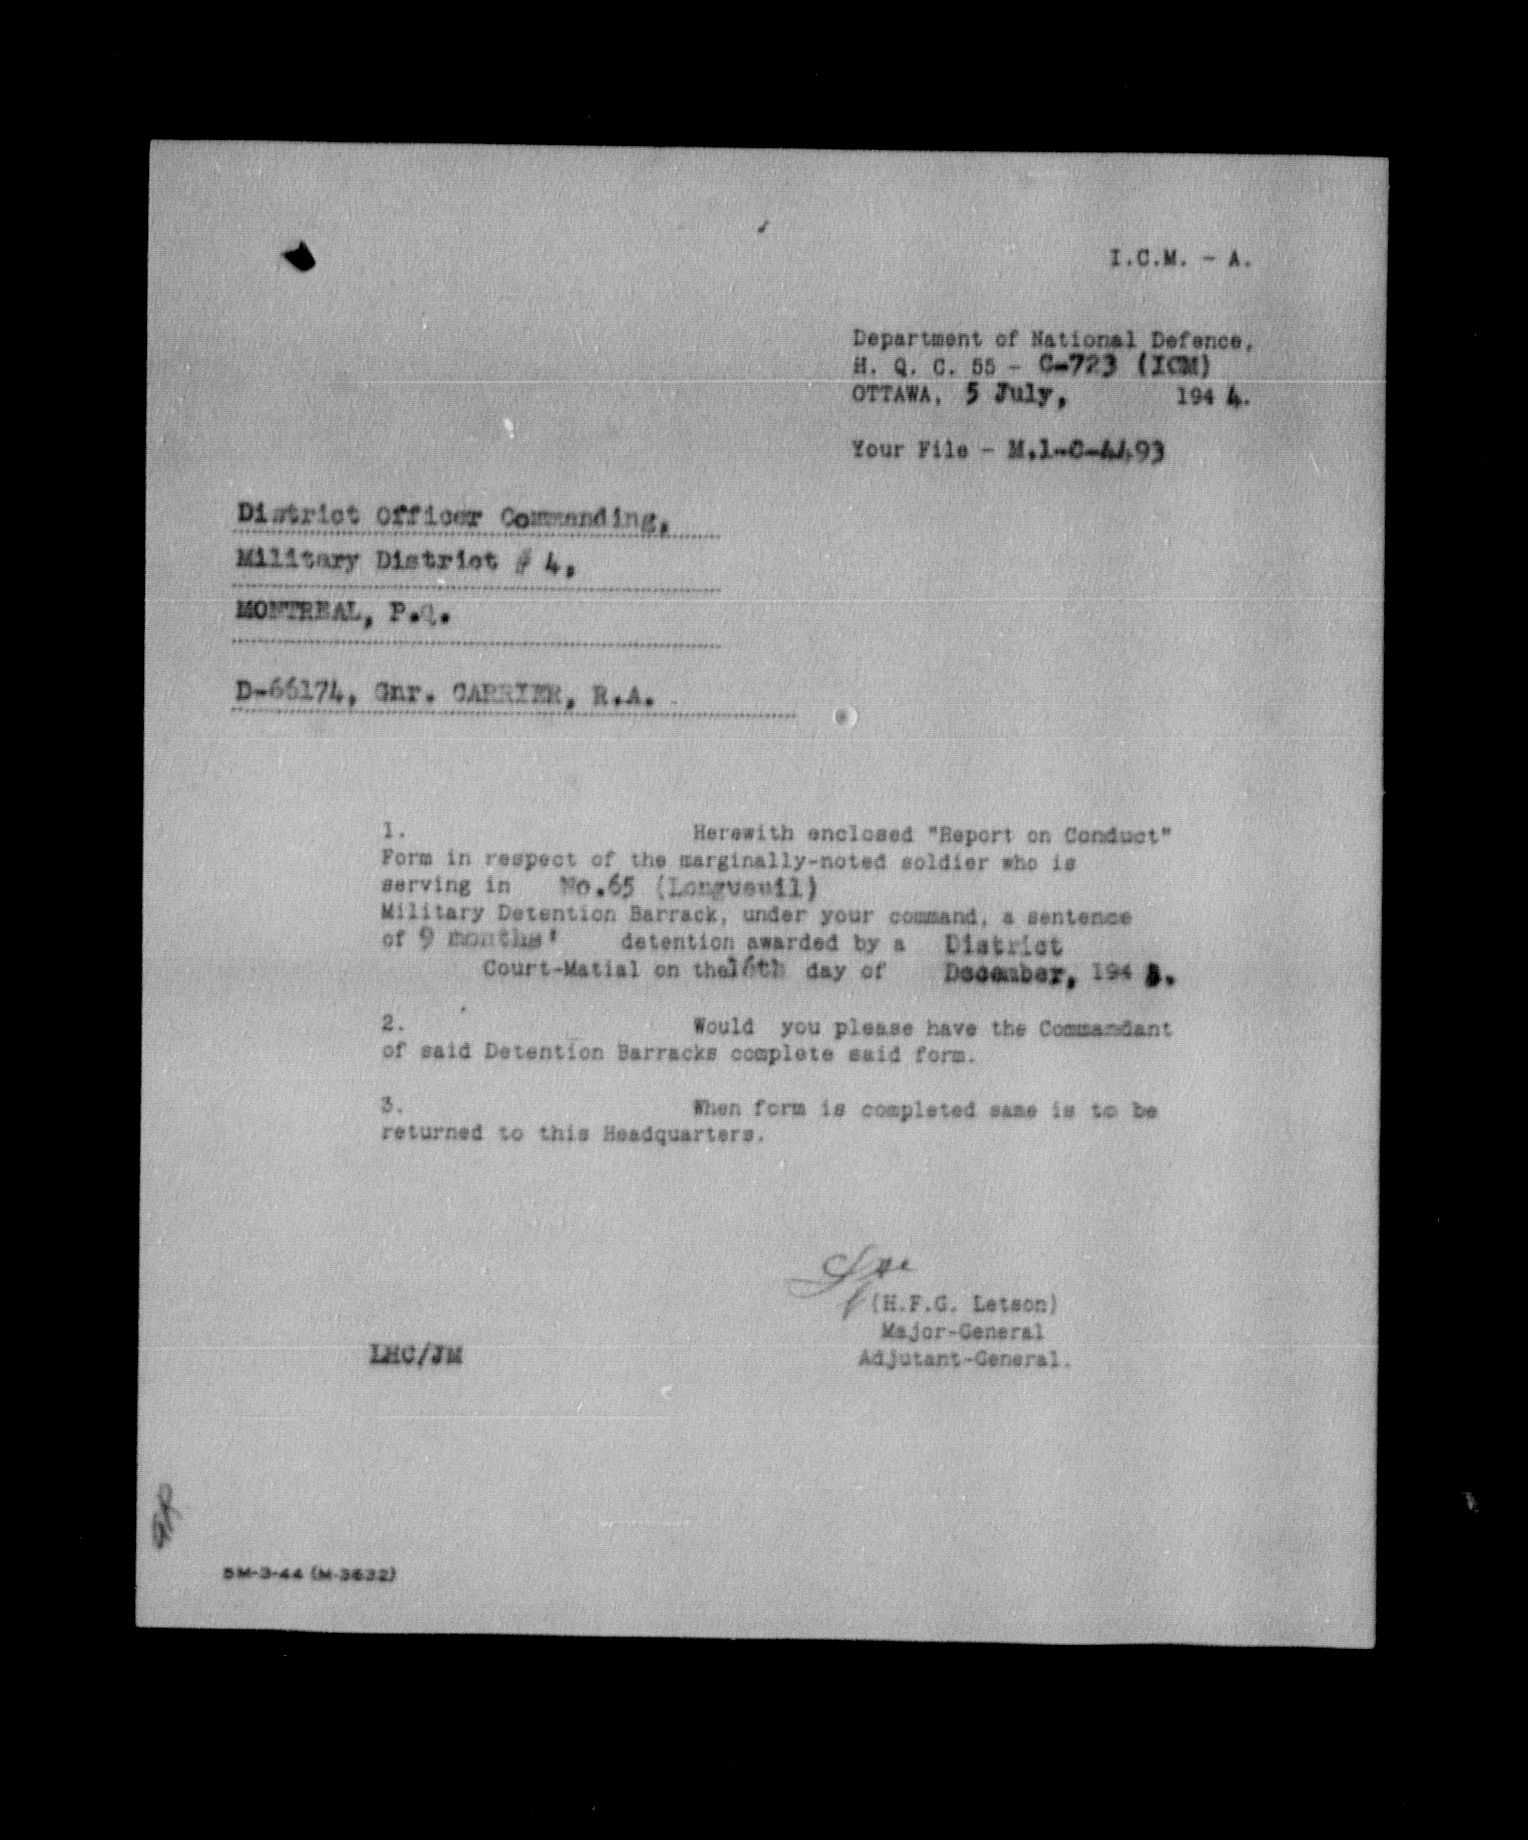 I.C.M. - A.
Department of National Defence,
H. Q. C. 55 - C-723 (ICM)
OTTAWA, 5 July, 194 4.
Your File - M.1-C-4493
District Officer Commanding,
Military District # 4,
MONTREAL, P.Q.
D-66174, Gnr. CARRIER, R.A.
1. Herewith enclosed "Report on Conduct"
Form in respect of the marginally-noted soldier who is
serving in No.65 (Longveuil)
Military Detention Barrack, under your command, a sentence
of 9 months' detention awarded by a District
Court-Matial on the 16th day of December, 194
2. Would you please have the Commandant
of said Detention Barracks complete said form.
3. When form is completed same is to be
returned to this Headquarters.
(H.F.G. Letson)
Major-General
LHC/JM
Adjutant-General.
5M-3-44 (M-3632)